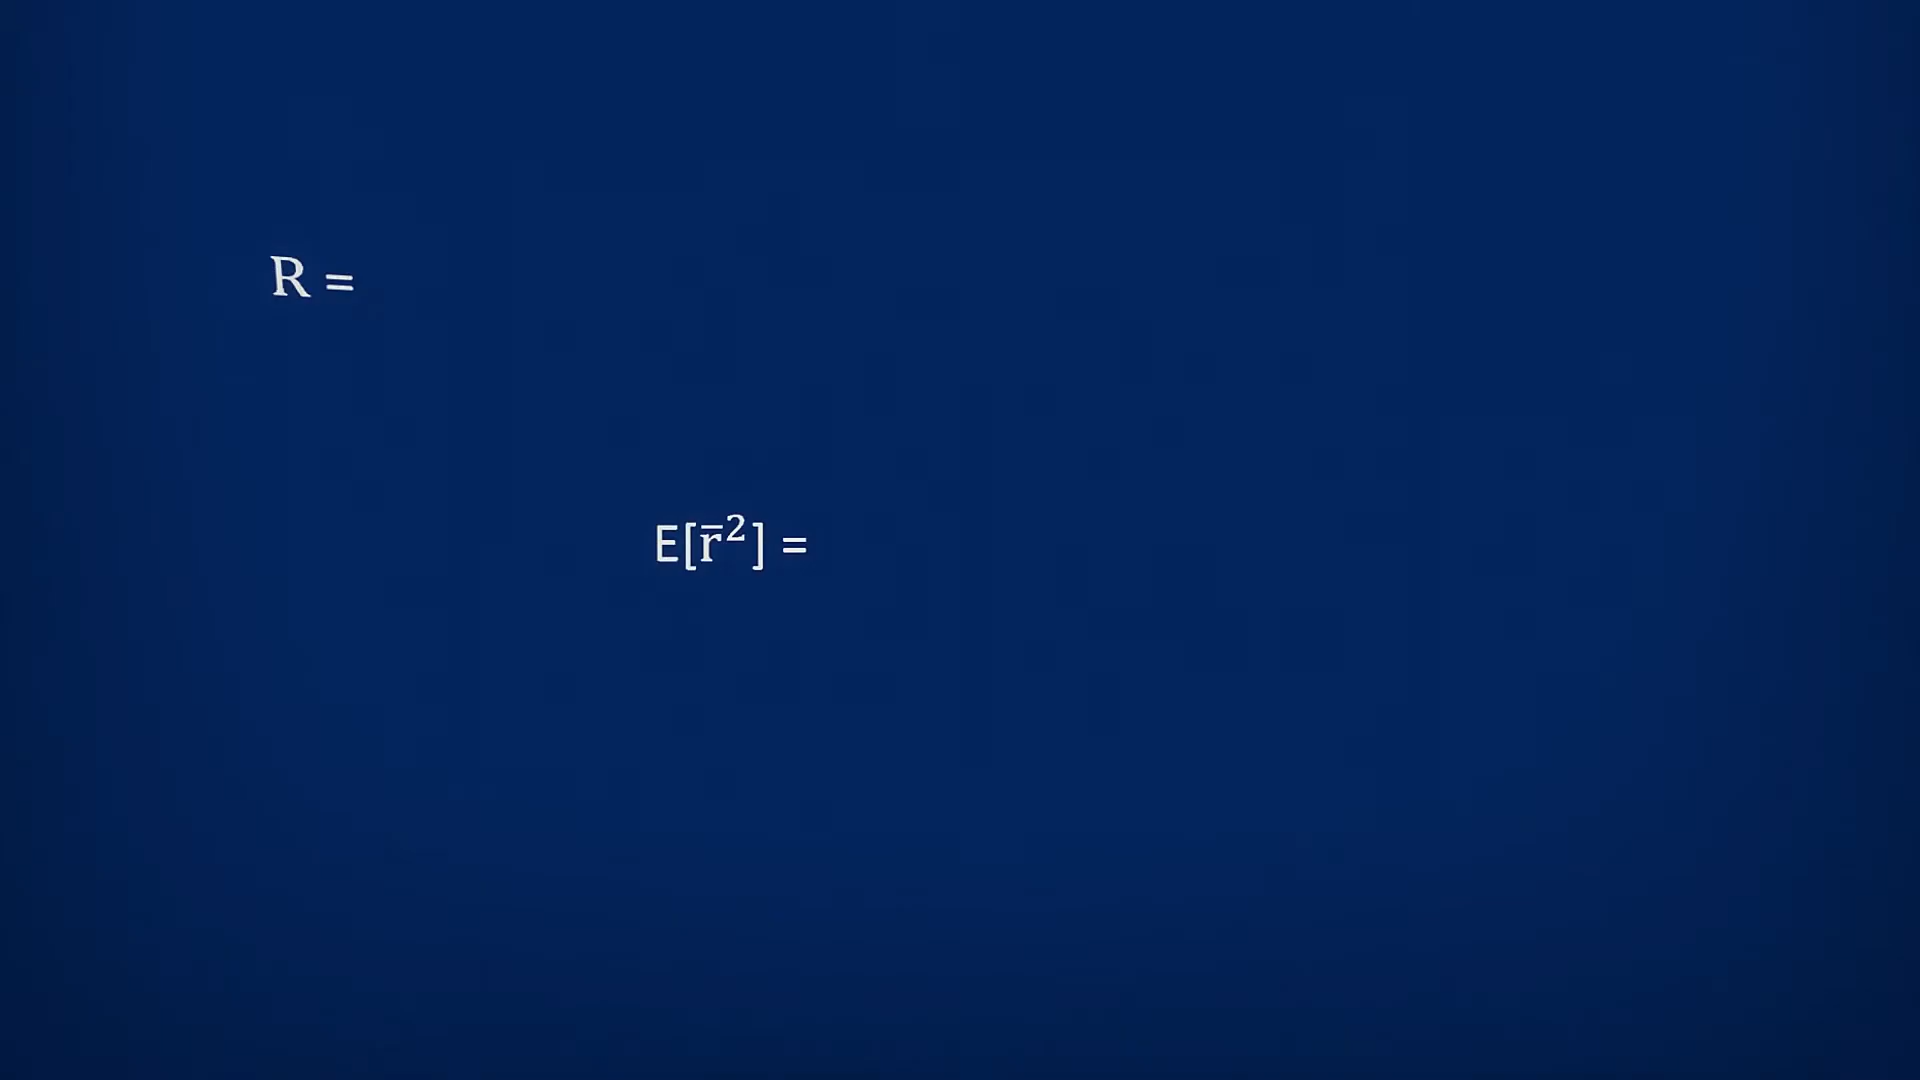 R =
E[r̄²] =